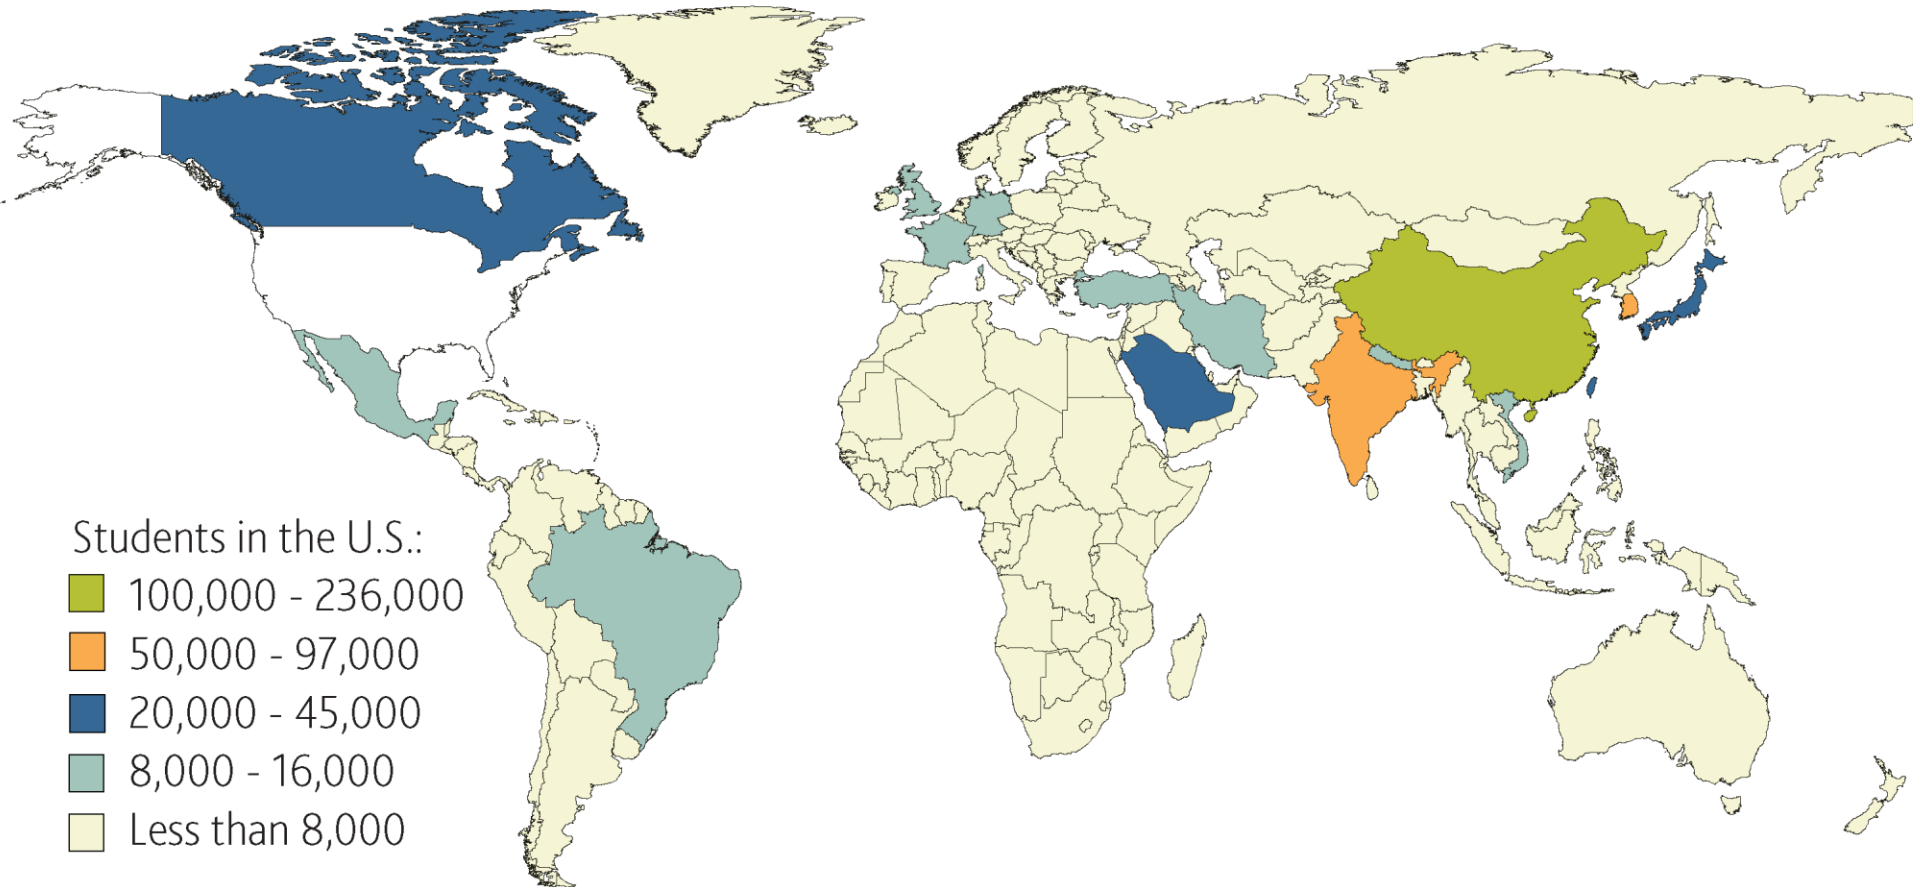 Students in the U.S.:
100,000 - 236,000
50,000 - 97,000
20,000 - 45,000
8,000 - 16,000
Less than 8,000